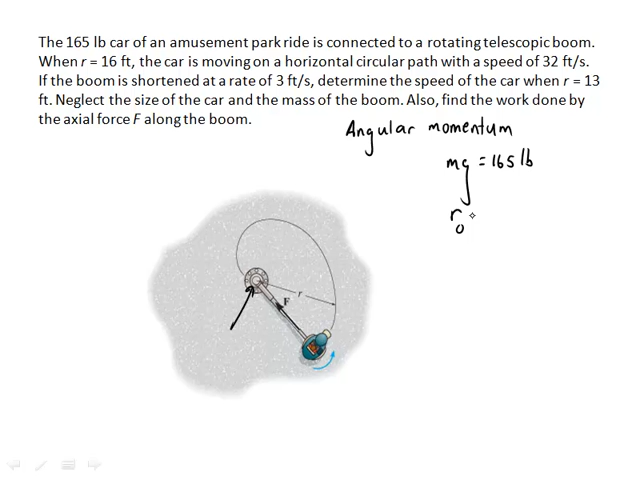 The 165 lb car of an amusement park ride is connected to a rotating telescopic boom.
When r = 16 ft, the car is moving on a horizontal circular path with a speed of 32 ft/s.
If the boom is shortened at a rate of 3 ft/s, determine the speed of the car when r = 13
ft. Neglect the size of the car and the mass of the boom. Also, find the work done by
the axial force F along the boom.
Angular momentum
mg = 165 lb
r₀
r
F